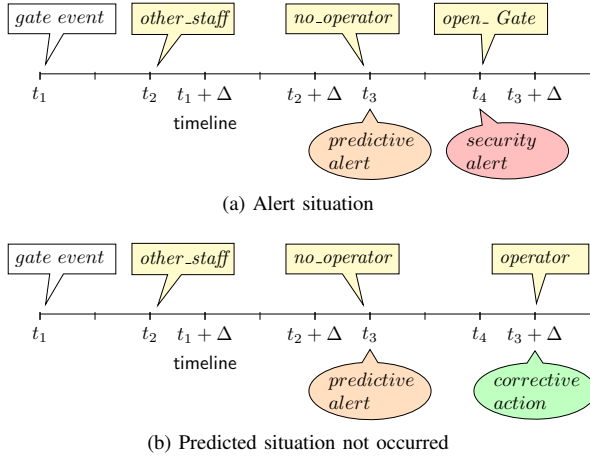 gate event other_staff no_operator open_ Gate
t1 t2 t1 + Δ t2 + Δ t3 t4 t3 + Δ
timeline
predictive
alert
security
alert
(a) Alert situation
gate event other_staff no_operator operator
t1 t2 t1 + Δ t2 + Δ t3 t4 t3 + Δ
timeline
predictive
alert
corrective
action
(b) Predicted situation not occurred